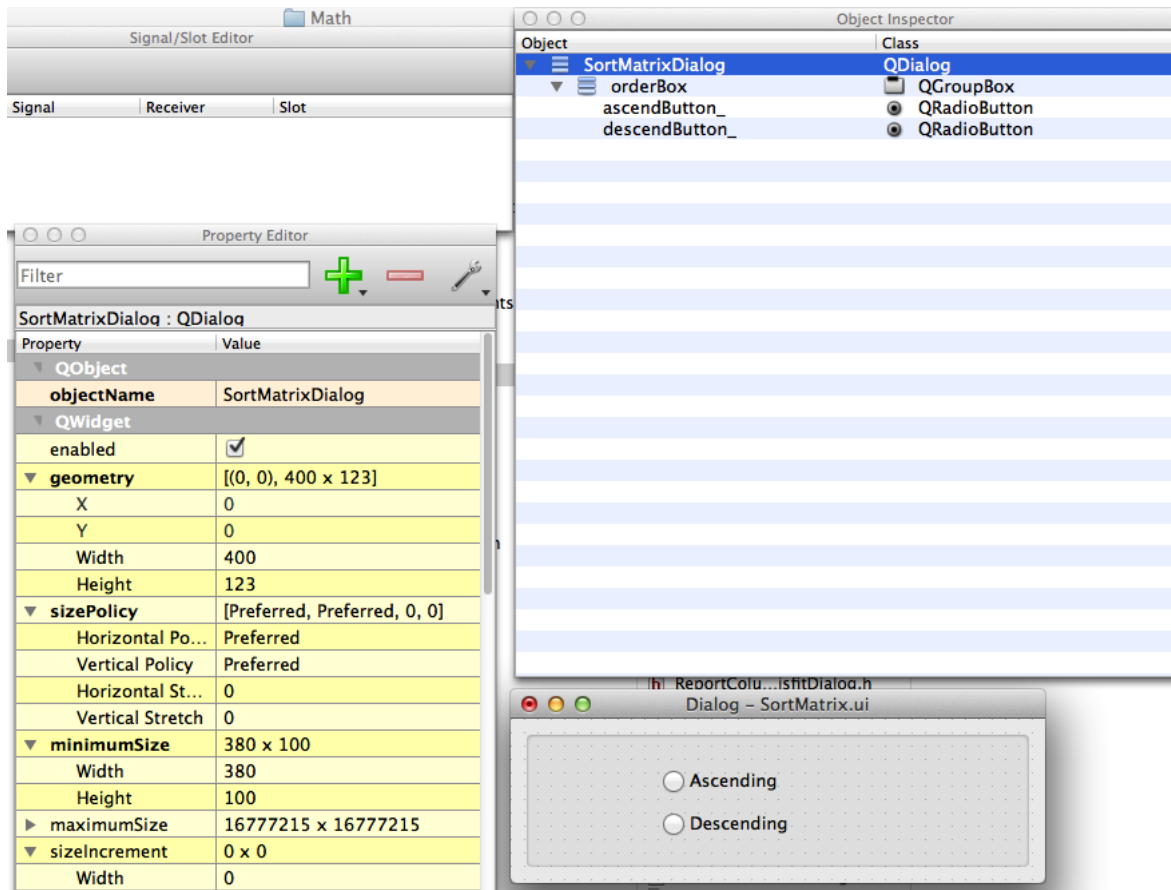 Math
Signal/Slot Editor
Signal Receiver Slot
Object Inspector
Object Class
SortMatrixDialog QDialog
orderBox QGroupBox
ascendButton_ QRadioButton
descendButton_ QRadioButton
Property Editor
Filter
nts
SortMatrixDialog : QDialog
Property Value
QObject
objectName SortMatrixDialog
QWidget
enabled
geometry [(0, 0), 400 x 123]
X 0
Y 0
Width 400
Height 123
sizePolicy [Preferred, Preferred, 0, 0]
Horizontal Po... Preferred
Vertical Policy Preferred
Horizontal St... 0
Vertical Stretch 0
minimumSize 380 x 100
Width 380
Height 100
maximumSize 16777215 x 16777215
sizeIncrement 0 x 0
Width 0
h ReportColu...isfitDialog.h
Dialog - SortMatrix.ui
Ascending
Descending